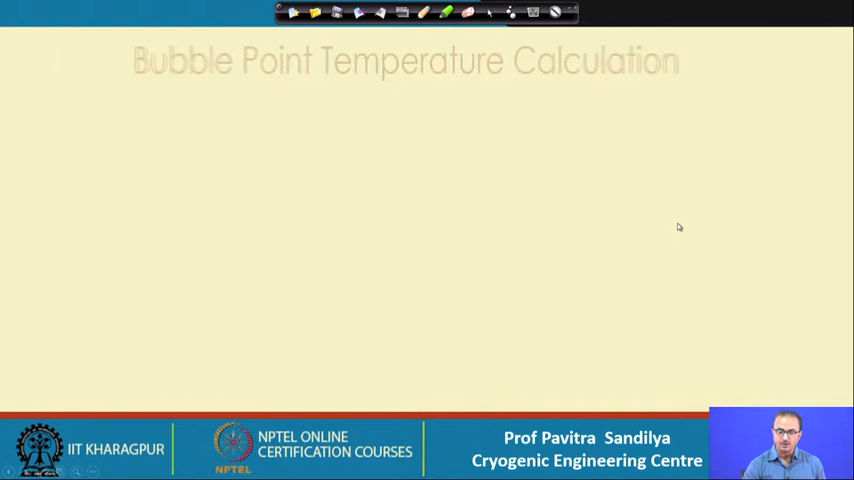 Bubble Point Temperature Calculation
IIT KHARAGPUR
NPTEL
NPTEL ONLINE
CERTIFICATION COURSES
Prof Pavitra Sandilya
Cryogenic Engineering Centre